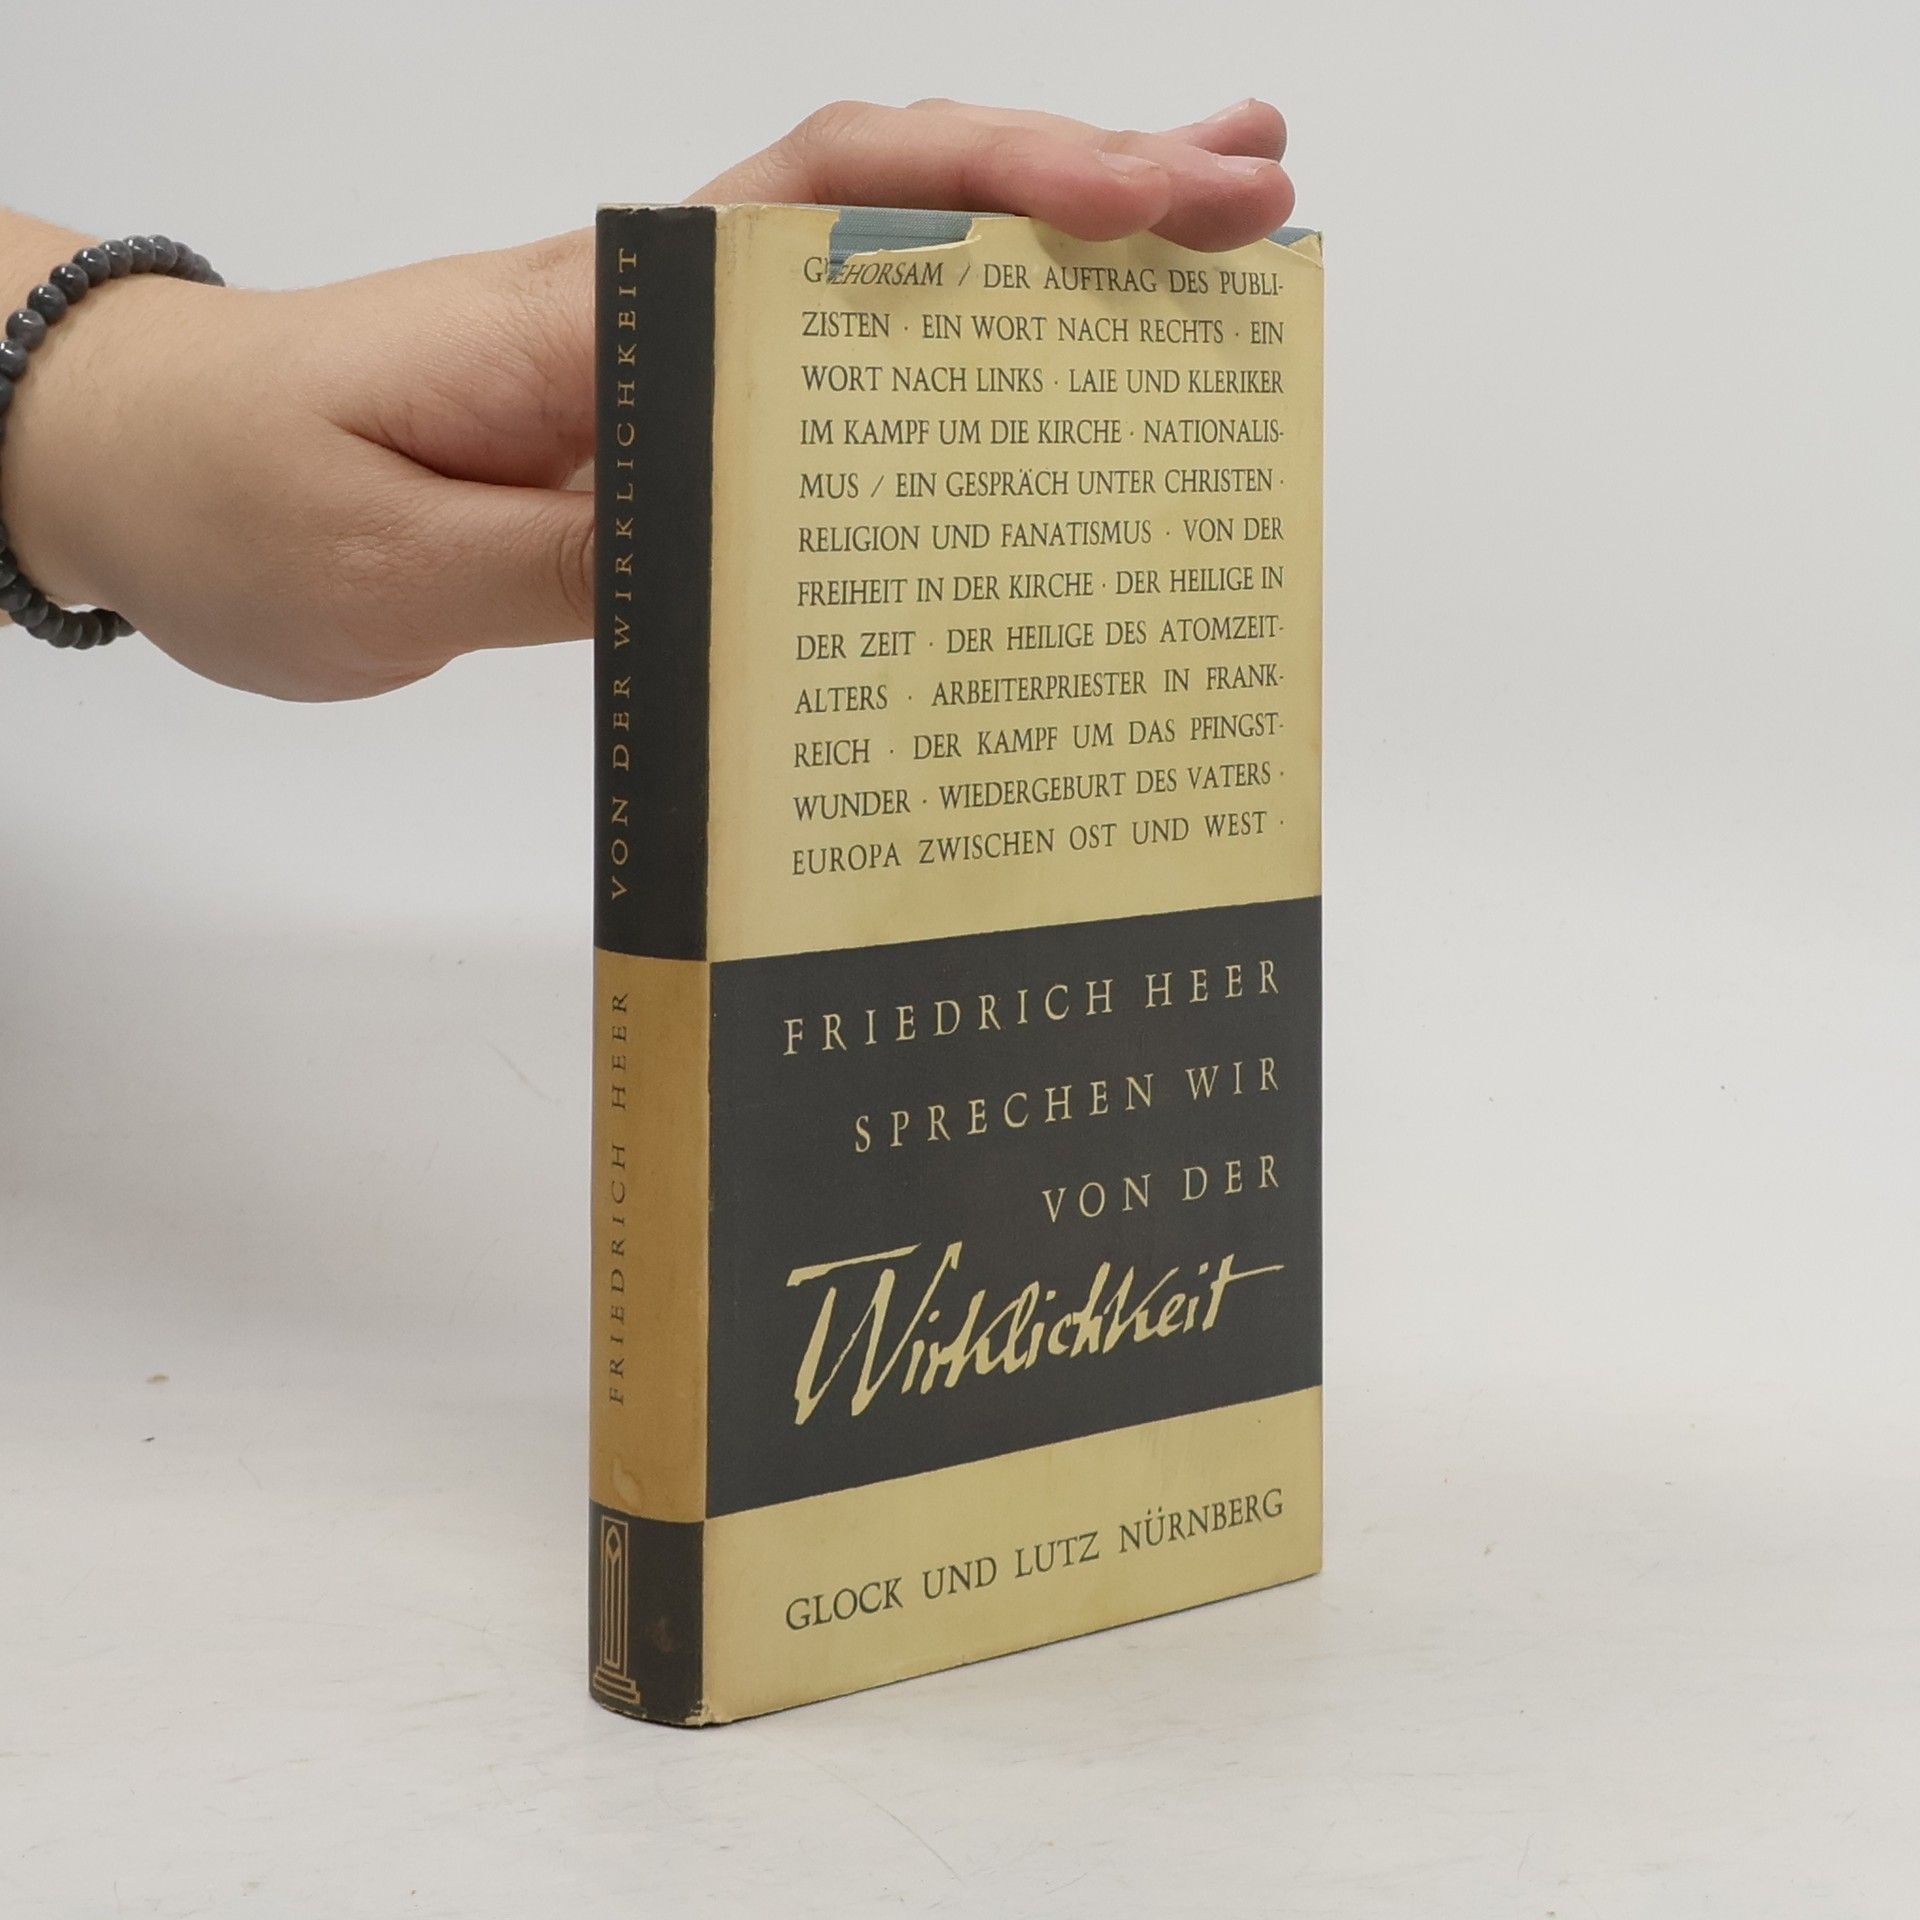 VON DER WIRKLICHKEIT
FRIEDRICH HEER
GEHORSAM / DER AUFTRAG DES PUBLI-
ZISTEN · EIN WORT NACH RECHTS · EIN
WORT NACH LINKS · LAIE UND KLERIKER
IM KAMPF UM DIE KIRCHE · NATIONALIS-
MUS / EIN GESPRÄCH UNTER CHRISTEN ·
RELIGION UND FANATISMUS · VON DER
FREIHEIT IN DER KIRCHE · DER HEILIGE IN
DER ZEIT · DER HEILIGE DES ATOMZEIT-
ALTERS · ARBEITERPRIESTER IN FRANK-
REICH · DER KAMPF UM DAS PFINGST-
WUNDER · WIEDERGEBURT DES VATERS ·
EUROPA ZWISCHEN OST UND WEST ·
FRIEDRICH HEER
SPRECHEN WIR
VON DER
Wirklichkeit
GLOCK UND LUTZ NÜRNBERG